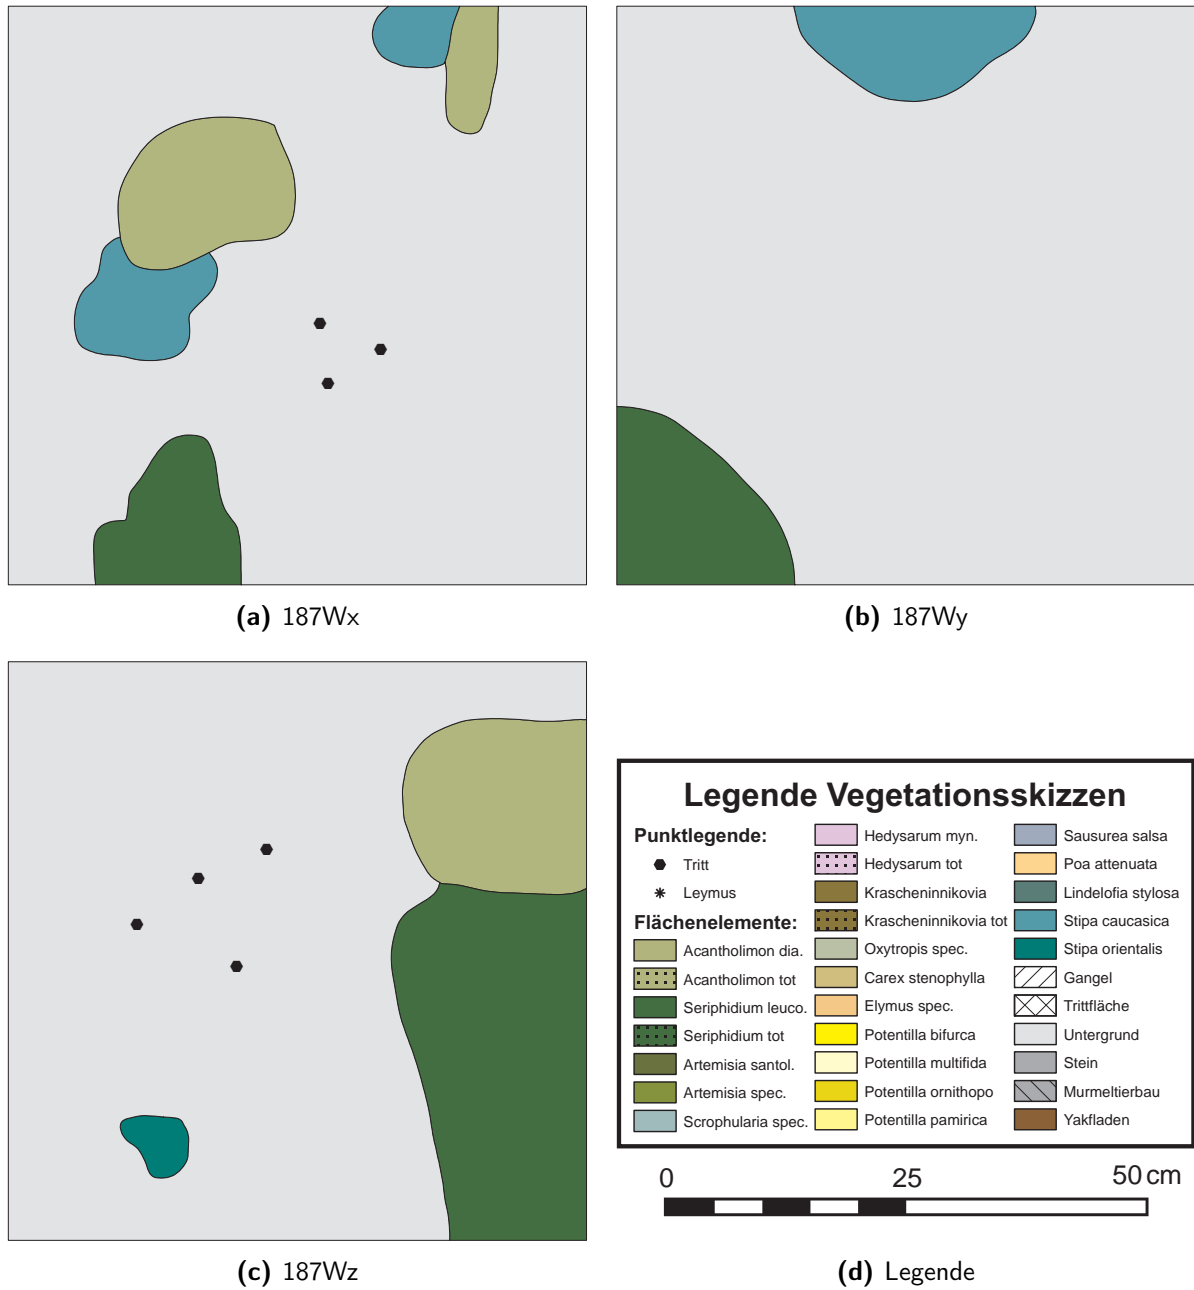 (a) 187Wx
(b) 187Wy
(c) 187Wz
Legende Vegetationsskizzen
Punktlegende:
Tritt
Leymus
Flächenelemente:
Acantholimon dia.
Acantholimon tot
Seriphidium leuco.
Seriphidium tot
Artemisia santol.
Artemisia spec.
Scrophularia spec.
Hedysarum myn.
Hedysarum tot
Krascheninnikovia
Krascheninnikovia tot
Oxytropis spec.
Carex stenophylla
Elymus spec.
Potentilla bifurca
Potentilla multifida
Potentilla ornithopo
Potentilla pamirica
Sausurea salsa
Poa attenuata
Lindelofia stylosa
Stipa caucasica
Stipa orientalis
Gangel
Trittfläche
Untergrund
Stein
Murmeltierbau
Yakfladen
0 25 50 cm
(d) Legende